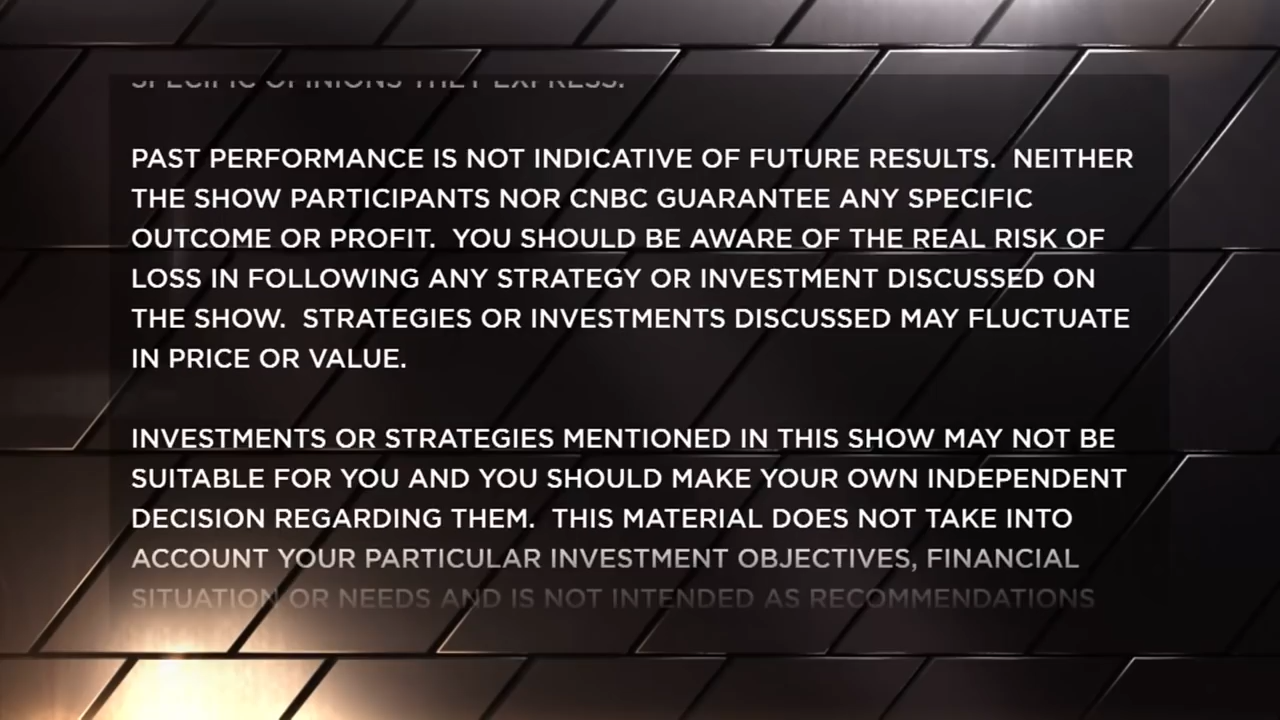 SPECIFIC OPINIONS THEY EXPRESS.
PAST PERFORMANCE IS NOT INDICATIVE OF FUTURE RESULTS.  NEITHER
THE SHOW PARTICIPANTS NOR CNBC GUARANTEE ANY SPECIFIC
OUTCOME OR PROFIT.  YOU SHOULD BE AWARE OF THE REAL RISK OF
LOSS IN FOLLOWING ANY STRATEGY OR INVESTMENT DISCUSSED ON
THE SHOW.  STRATEGIES OR INVESTMENTS DISCUSSED MAY FLUCTUATE
IN PRICE OR VALUE.
INVESTMENTS OR STRATEGIES MENTIONED IN THIS SHOW MAY NOT BE
SUITABLE FOR YOU AND YOU SHOULD MAKE YOUR OWN INDEPENDENT
DECISION REGARDING THEM.  THIS MATERIAL DOES NOT TAKE INTO
ACCOUNT YOUR PARTICULAR INVESTMENT OBJECTIVES, FINANCIAL
SITUATION OR NEEDS AND IS NOT INTENDED AS RECOMMENDATIONS